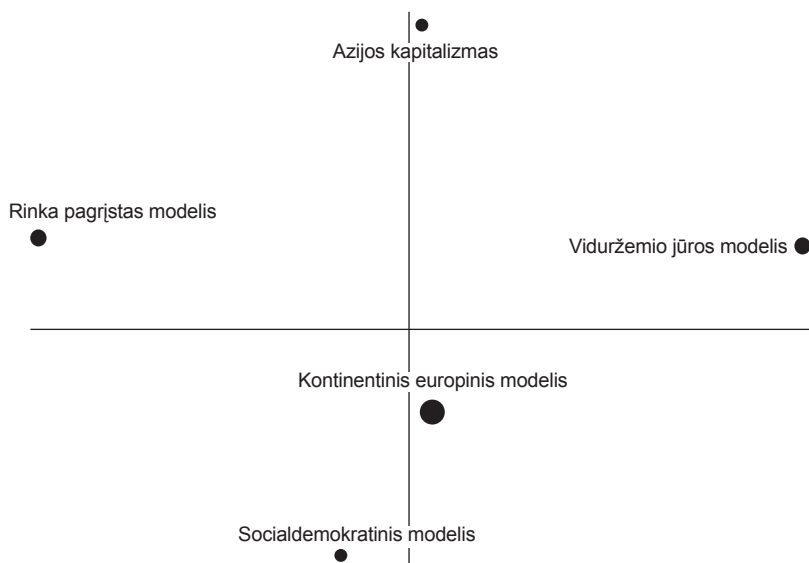 Azijos kapitalizmas
Rinka pagrįstas modelis
Viduržemio jūros modelis
Kontinentinis europinis modelis
Socialdemokratinis modelis